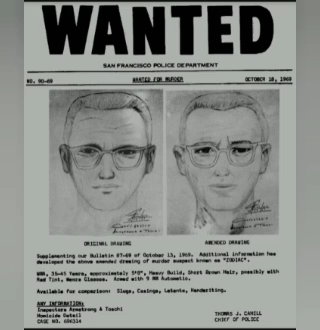 WANTED
SAN FRANCISCO POLICE DEPARTMENT
NO. 90-69 WANTED FOR MURDER OCTOBER 18, 1969
ORIGINAL DRAWING AMENDED DRAWING
Supplementing our Bulletin 87-69 of October 13, 1969. Additional information has
developed the above amended drawing of murder suspect known as "ZODIAC".
WMA, 35-45 Years, approximately 5'8", Heavy Build, Short Brown Hair, possibly with
Red Tint, Wears Glasses. Armed with 9 MM Automatic.
Available for comparison: Slugs, Casings, Latents, Handwriting.
ANY INFORMATION:
Inspectors Armstrong & Toschi
Homicide Detail
CASE NO. 696314
THOMAS J. CAHILL
CHIEF OF POLICE